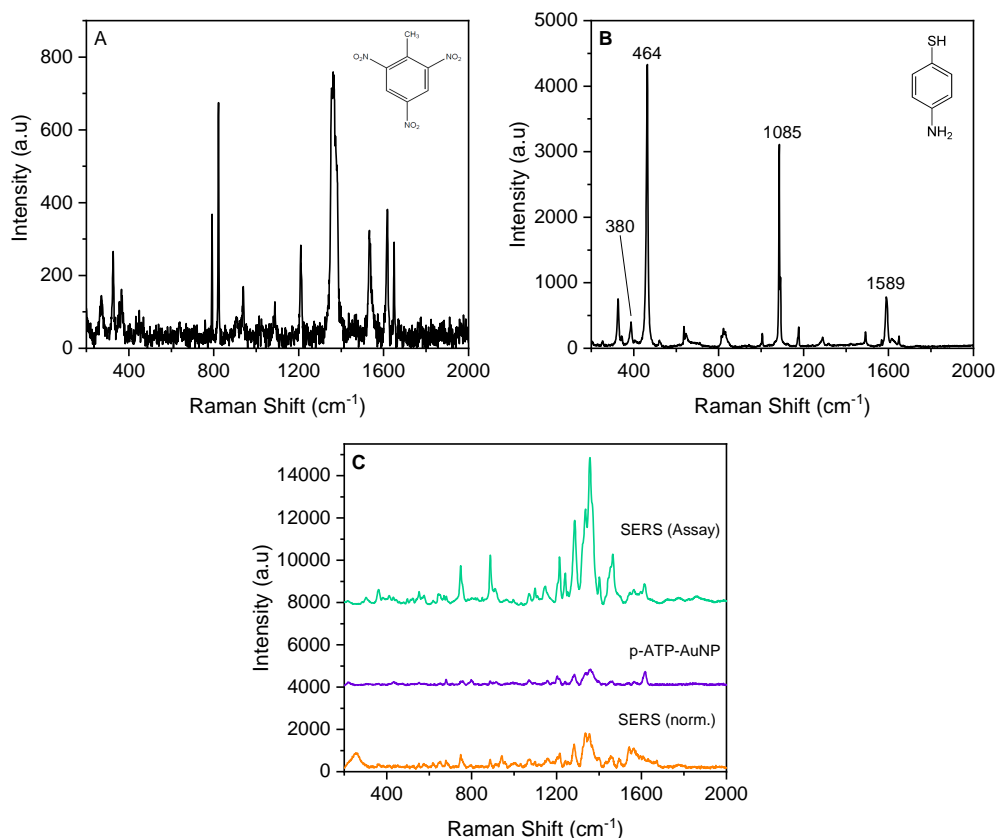 A
CH₃
O₂N
NO₂
NO₂
800
600
400
200
0
Intensity (a.u)
400 800 1200 1600 2000
Raman Shift (cm⁻¹)
B
464
SH
NH₂
1085
380
1589
5000
4000
3000
2000
1000
0
Intensity (a.u)
400 800 1200 1600 2000
Raman Shift (cm⁻¹)
C
14000
12000
10000
8000
6000
4000
2000
0
Intensity (a.u)
SERS (Assay)
p-ATP-AuNP
SERS (norm.)
400 800 1200 1600 2000
Raman Shift (cm⁻¹)